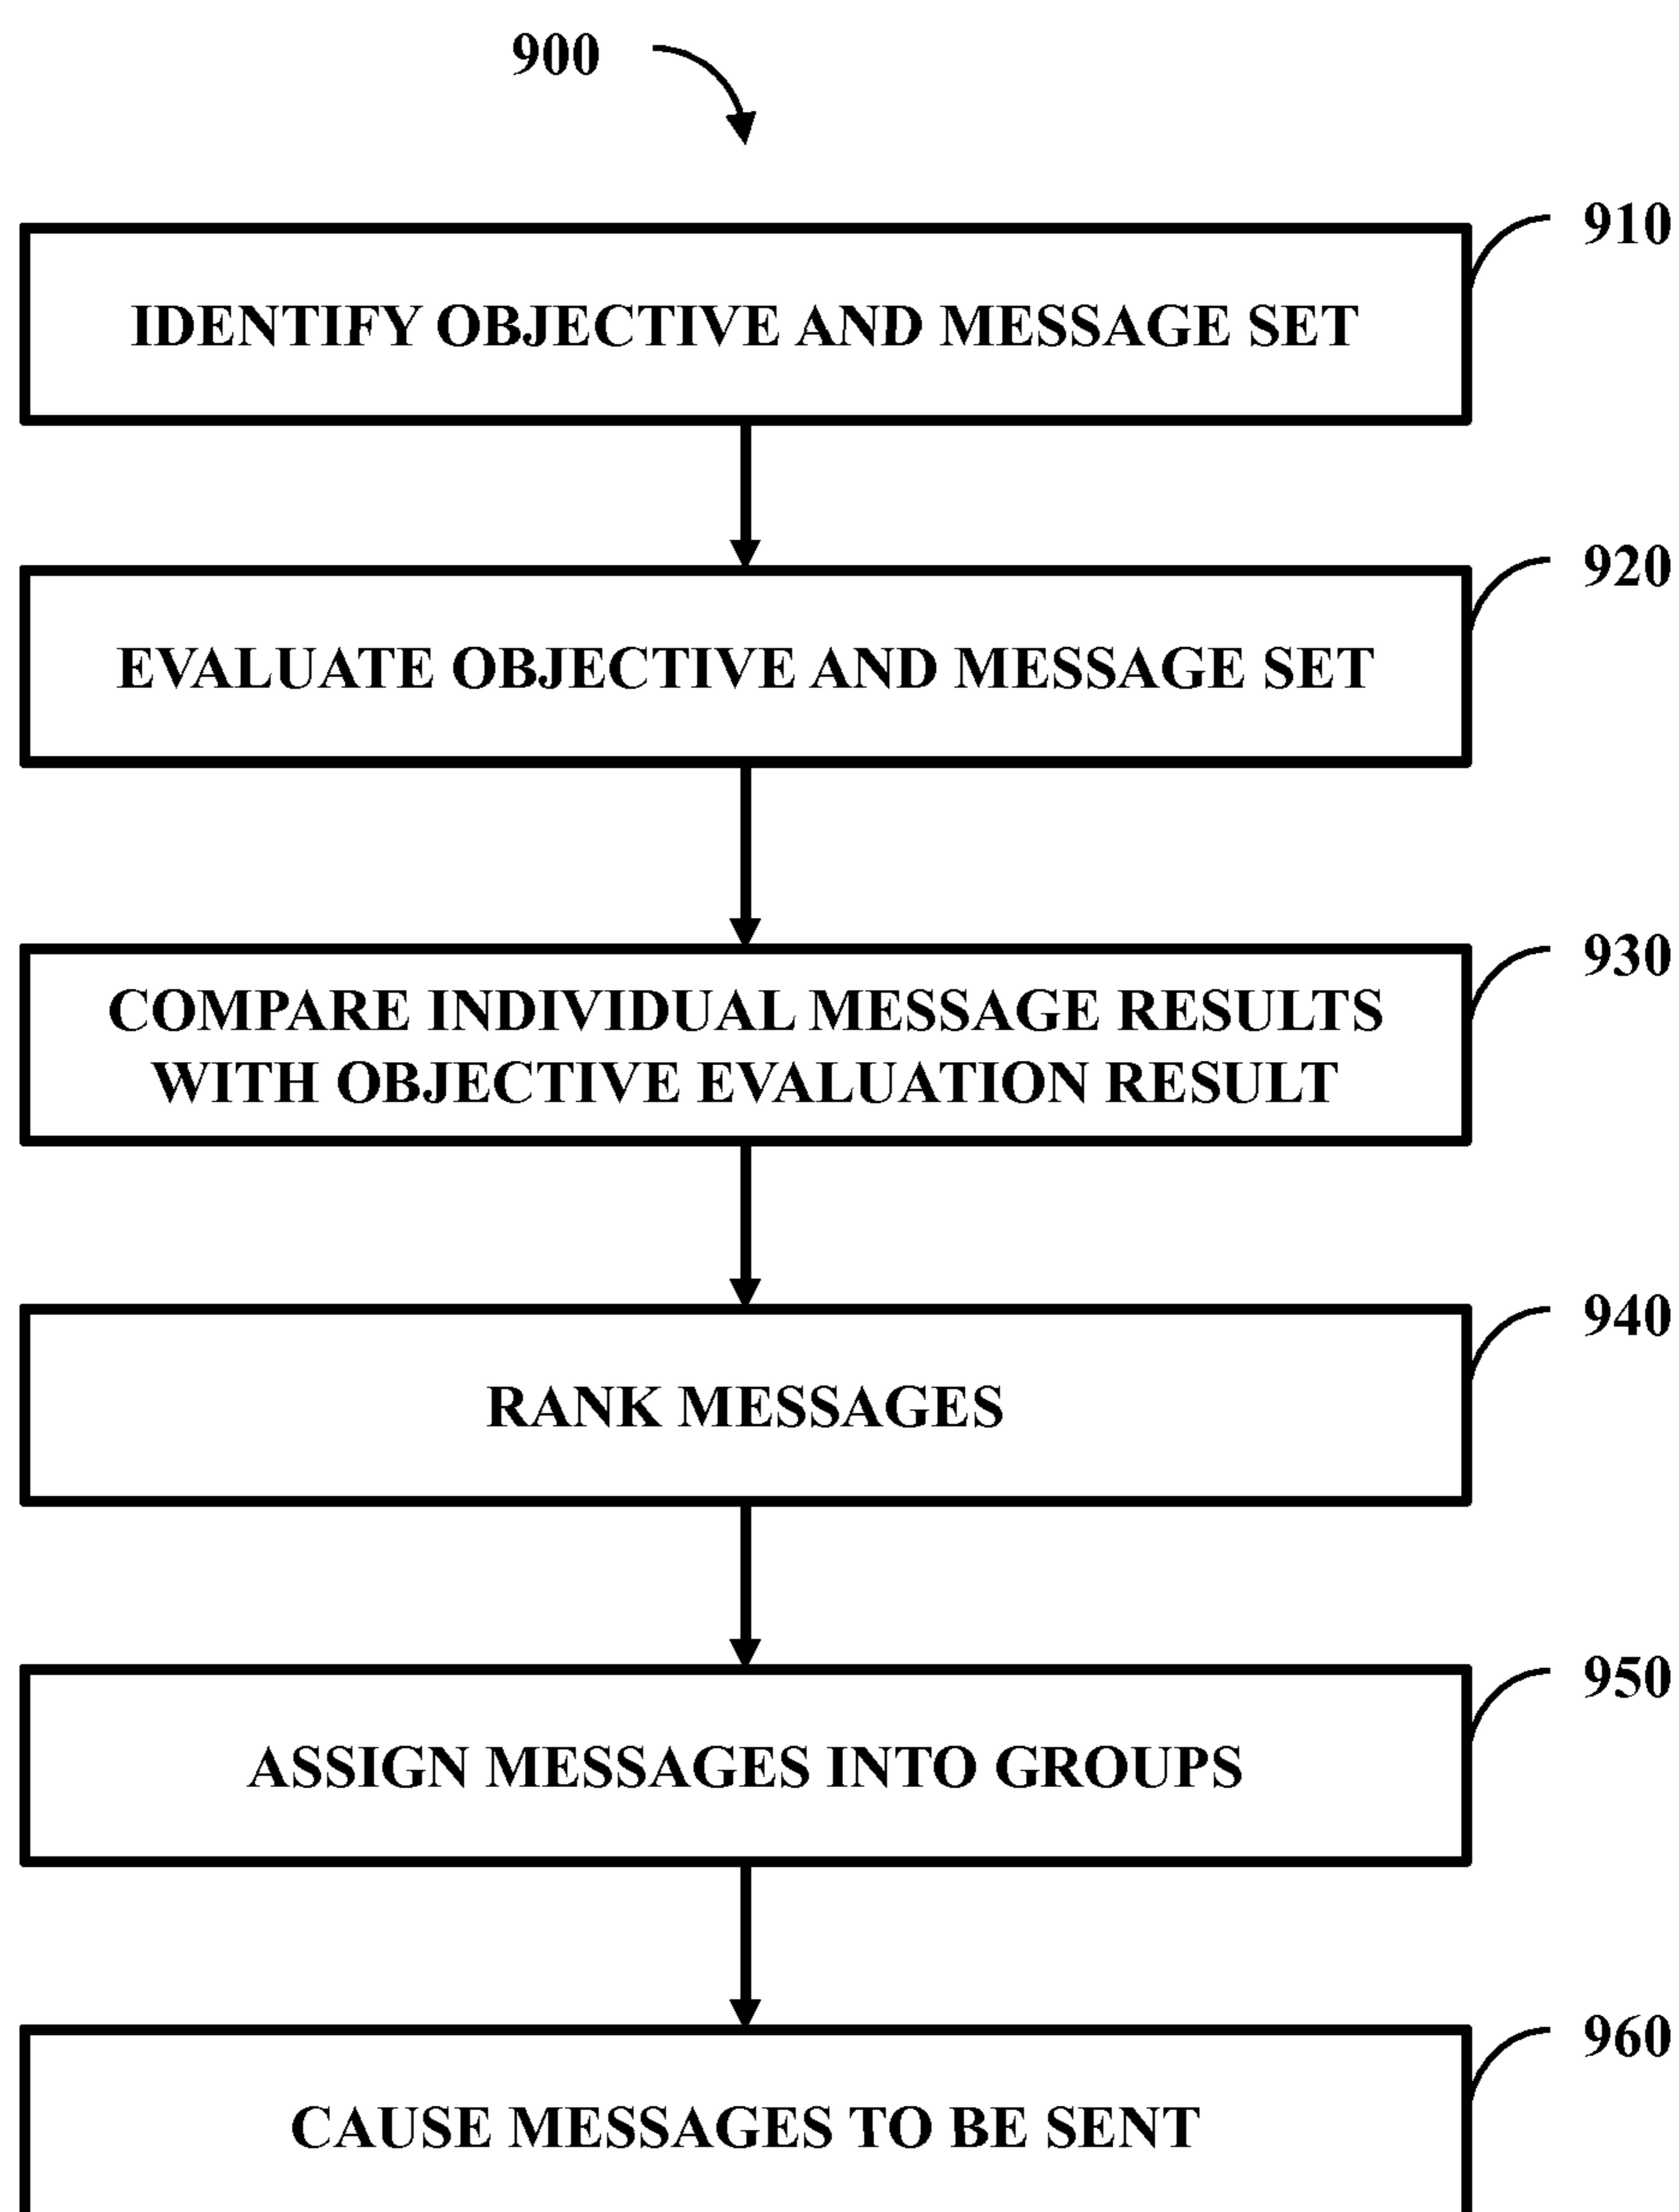 900
910
IDENTIFY OBJECTIVE AND MESSAGE SET
920
EVALUATE OBJECTIVE AND MESSAGE SET
930
COMPARE INDIVIDUAL MESSAGE RESULTS
WITH OBJECTIVE EVALUATION RESULT
940
RANK MESSAGES
950
ASSIGN MESSAGES INTO GROUPS
960
CAUSE MESSAGES TO BE SENT